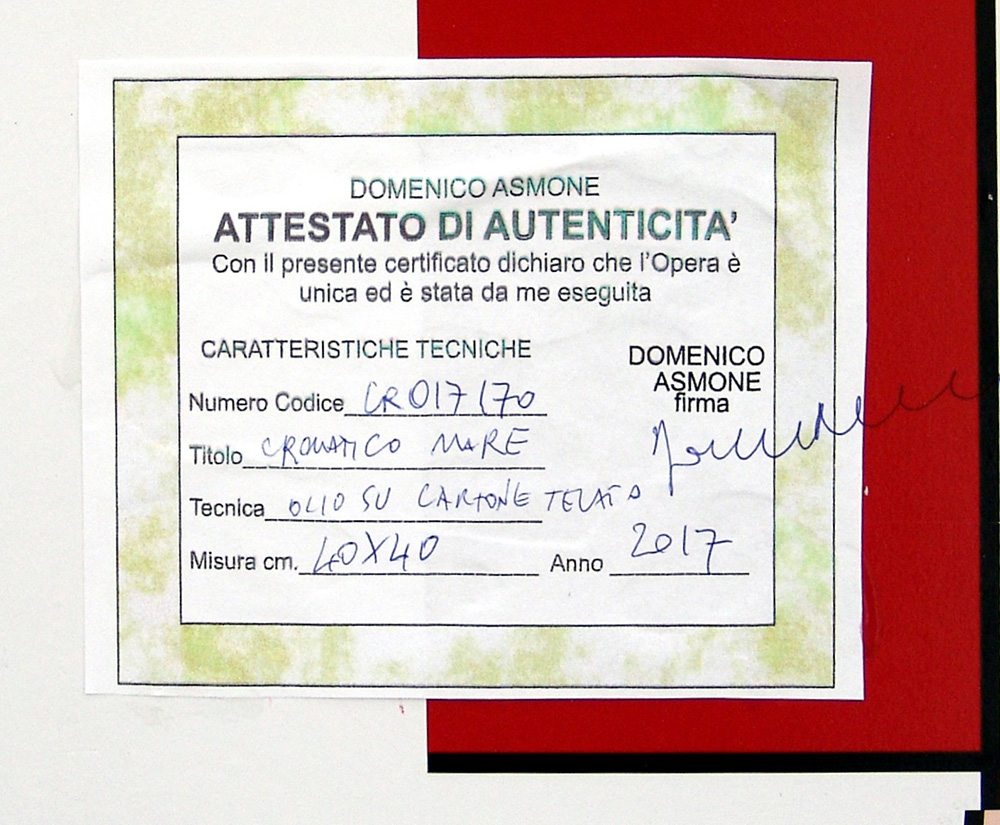 DOMENICO ASMONE
ATTESTATO DI AUTENTICITA'
Con il presente certificato dichiaro che l'Opera è
unica ed è stata da me eseguita
CARATTERISTICHE TECNICHE
Numero Codice CR017/70
Titolo CROMATICO MARE
Tecnica OLIO SU CARTONE TELATO
Misura cm. 40X40 Anno 2017
DOMENICO
ASMONE
firma